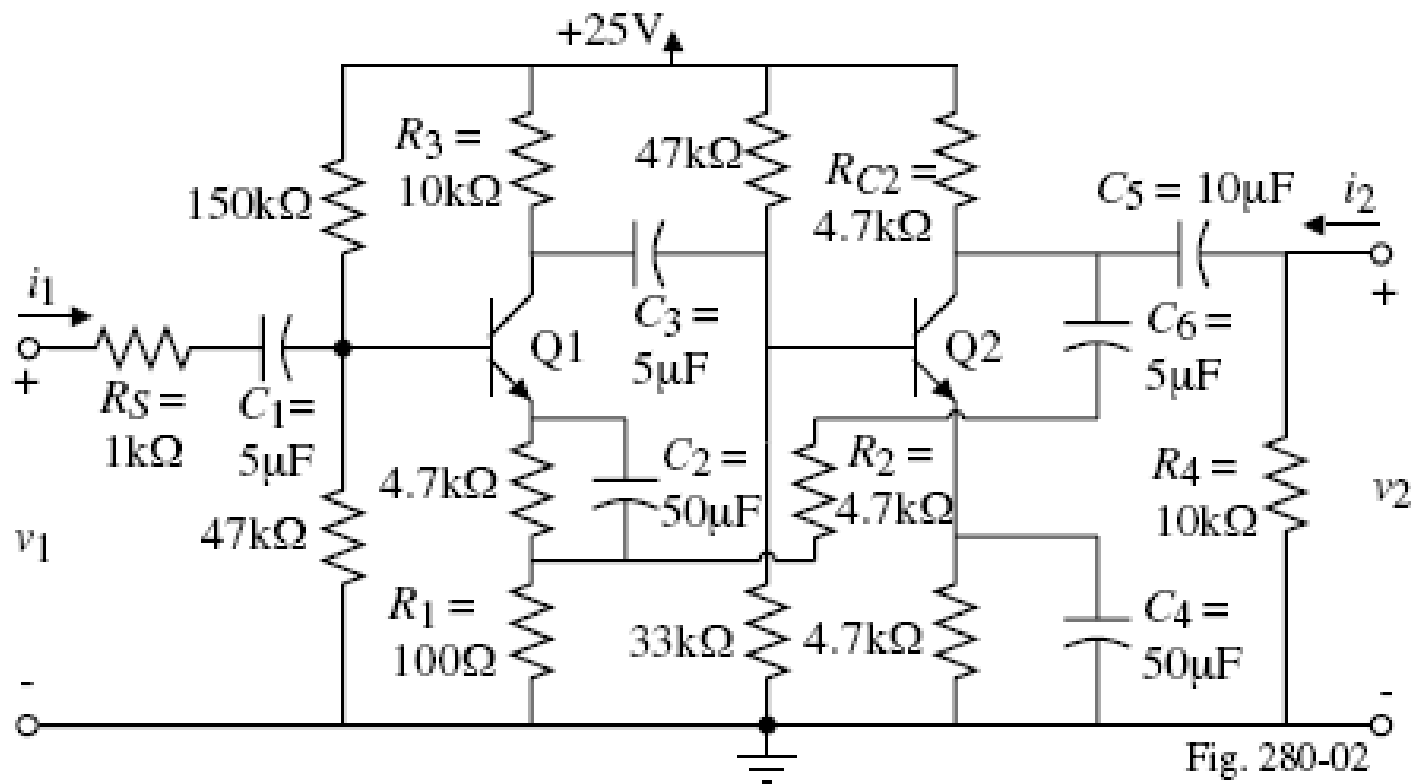 +25V
R3 =
10kΩ
47kΩ
RC2 =
4.7kΩ
C5 = 10μF
i2
150kΩ
i1
+
RS =
1kΩ
C1 =
5μF
Q1
C3 =
5μF
Q2
C6 =
5μF
+
4.7kΩ
C2 =
50μF
R2 =
4.7kΩ
R4 =
10kΩ
v1
47kΩ
v2
R1 =
100Ω
33kΩ
4.7kΩ
C4 =
50μF
-
-
Fig. 280-02